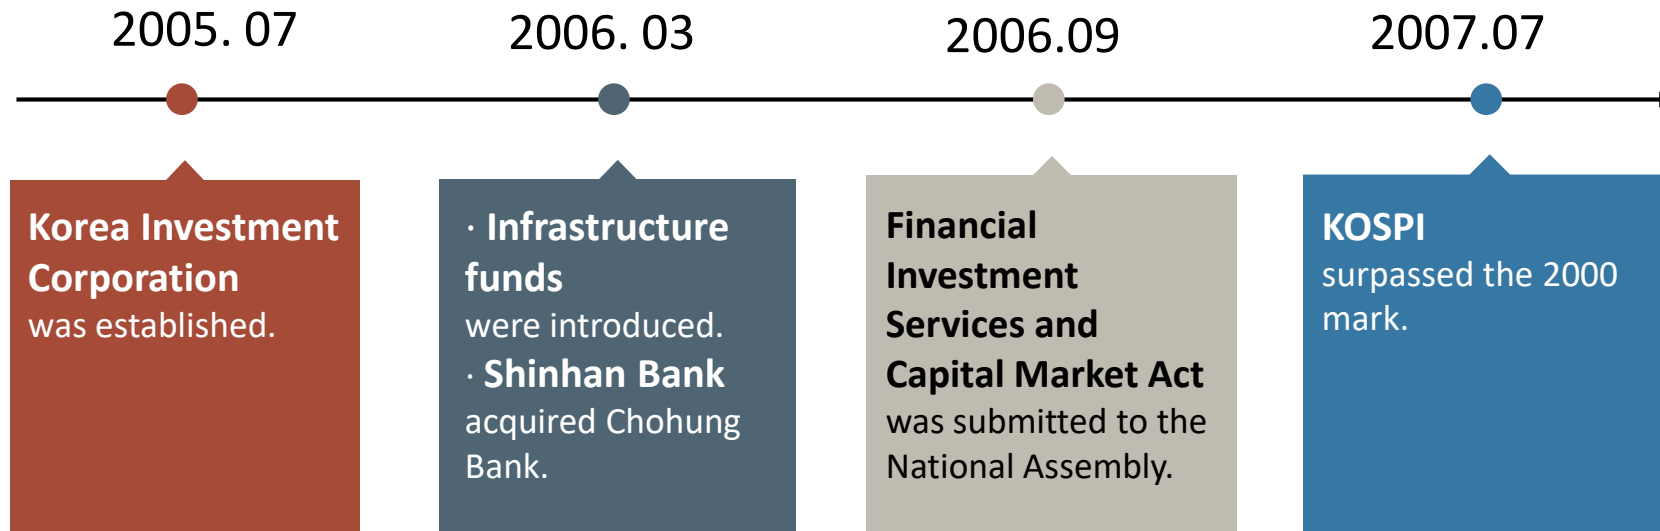 2005. 07
2006. 03
2006.09
2007.07
Korea Investment
Corporation
was established.
· Infrastructure
funds
were introduced.
· Shinhan Bank
acquired Chohung
Bank.
Financial
Investment
Services and
Capital Market Act
was submitted to the
National Assembly.
KOSPI
surpassed the 2000
mark.